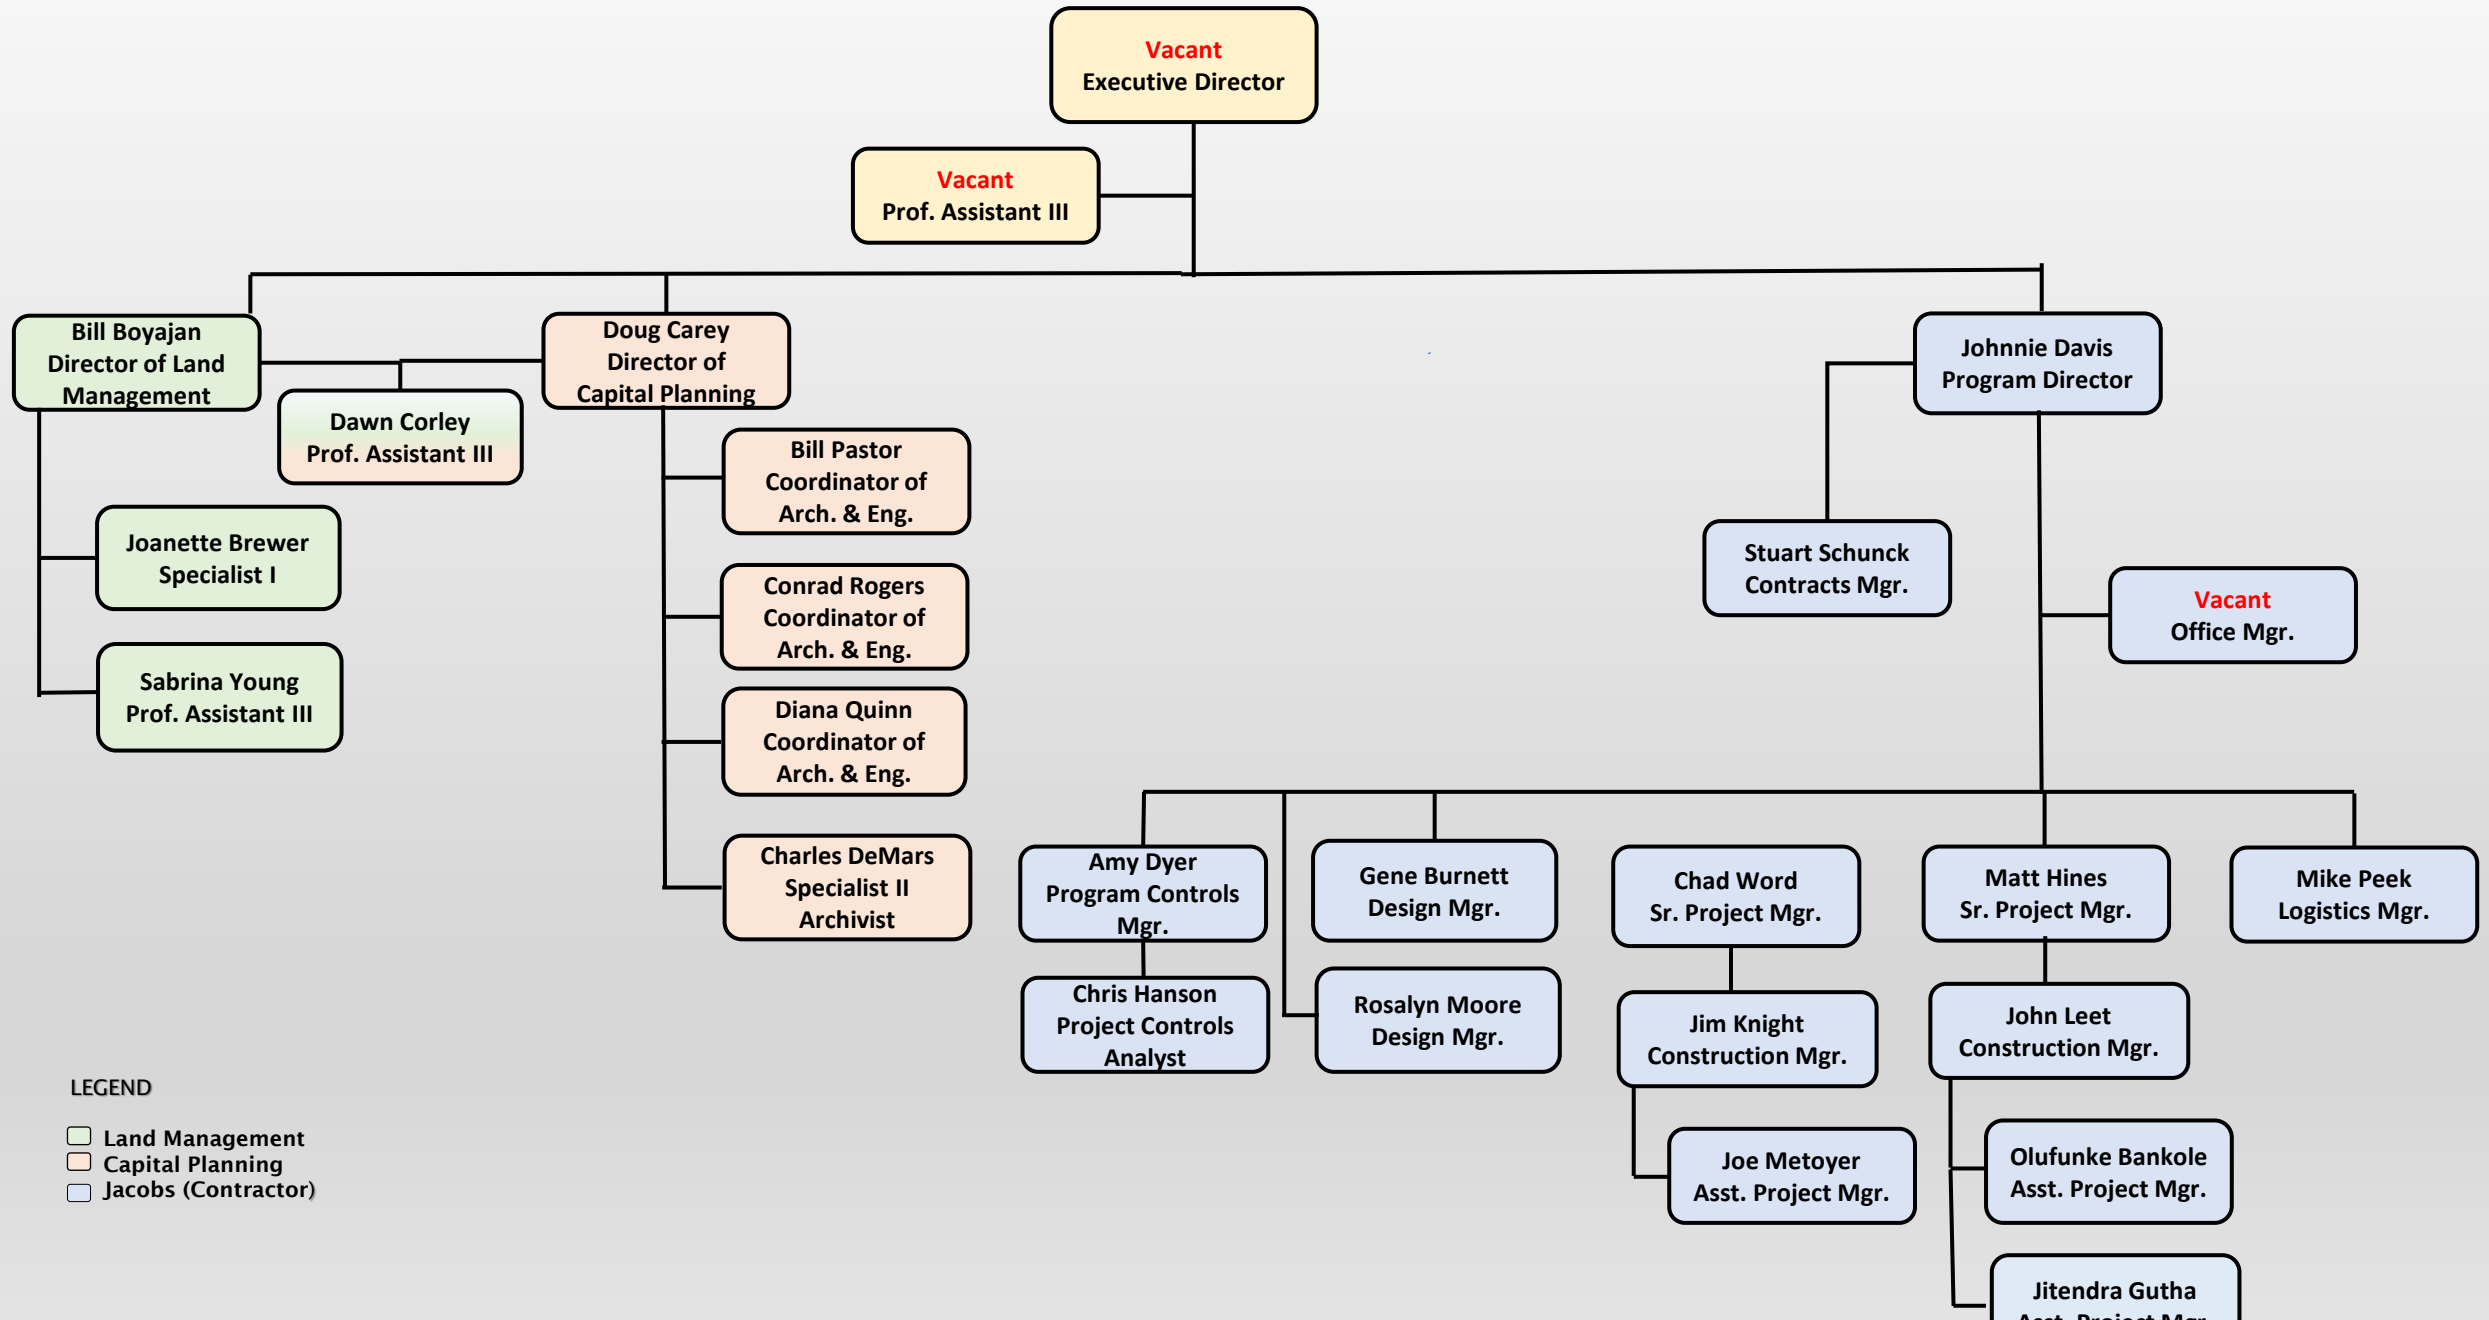 Vacant
Executive Director
Vacant
Prof. Assistant III
Bill Boyajan
Director of Land
Management
Doug Carey
Director of
Capital Planning
Johnnie Davis
Program Director
Dawn Corley
Prof. Assistant III
Bill Pastor
Coordinator of
Arch. & Eng.
Joanette Brewer
Specialist I
Stuart Schunck
Contracts Mgr.
Conrad Rogers
Coordinator of
Arch. & Eng.
Vacant
Office Mgr.
Sabrina Young
Prof. Assistant III
Diana Quinn
Coordinator of
Arch. & Eng.
Charles DeMars
Specialist II
Archivist
Amy Dyer
Program Controls
Mgr.
Gene Burnett
Design Mgr.
Chad Word
Sr. Project Mgr.
Matt Hines
Sr. Project Mgr.
Mike Peek
Logistics Mgr.
Chris Hanson
Project Controls
Analyst
Rosalyn Moore
Design Mgr.
Jim Knight
Construction Mgr.
John Leet
Construction Mgr.
Joe Metoyer
Asst. Project Mgr.
Olufunke Bankole
Asst. Project Mgr.
Jitendra Gutha
Asst. Project Mgr.
LEGEND
Land Management
Capital Planning
Jacobs (Contractor)